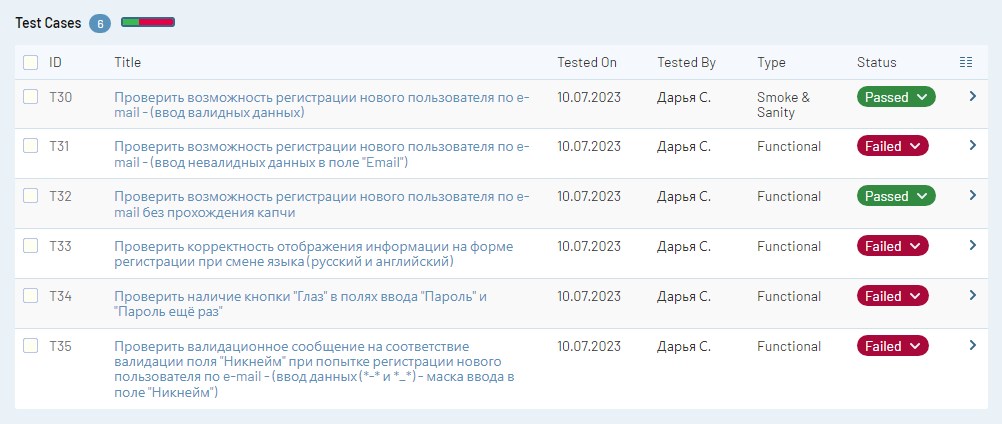 Test Cases 6
ID Title Tested On Tested By Type Status
T30 Проверить возможность регистрации нового пользователя по e- 10.07.2023 Дарья С. Smoke & Passed
mail - (ввод валидных данных) Sanity
T31 Проверить возможность регистрации нового пользователя по e- 10.07.2023 Дарья С. Functional Failed
mail - (ввод невалидных данных в поле "Email")
T32 Проверить возможность регистрации нового пользователя по e- 10.07.2023 Дарья С. Functional Passed
mail без прохождения капчи
T33 Проверить корректность отображения информации на форме 10.07.2023 Дарья С. Functional Failed
регистрации при смене языка (русский и английский)
T34 Проверить наличие кнопки "Глаз" в полях ввода "Пароль" и 10.07.2023 Дарья С. Functional Failed
"Пароль ещё раз"
T35 Проверить валидационное сообщение на соответствие 10.07.2023 Дарья С. Functional Failed
валидации поля "Никнейм" при попытке регистрации нового
пользователя по e-mail - (ввод данных (*-* и *_*) - маска ввода в
поле "Никнейм")